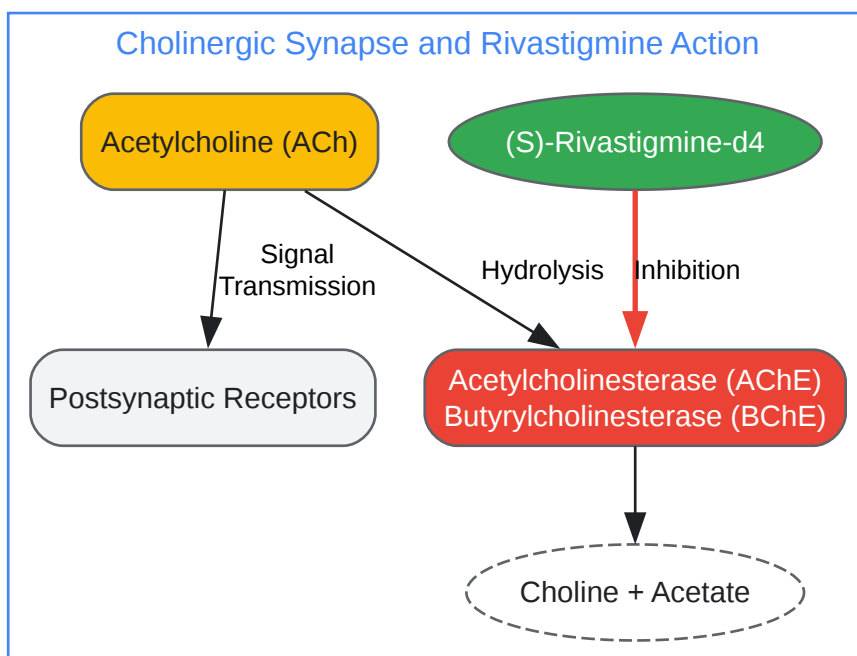 Cholinergic Synapse and Rivastigmine Action
Acetylcholine (ACh)
(S)-Rivastigmine-d4
Signal
Transmission
Hydrolysis
Inhibition
Postsynaptic Receptors
Acetylcholinesterase (AChE)
Butyrylcholinesterase (BChE)
Choline + Acetate